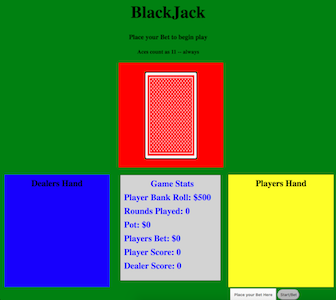 BlackJack
Place your Bet to begin play
Aces count as 11 -- always
Dealers Hand
Game Stats
Player Bank Roll: $500
Rounds Played: 0
Pot: $0
Players Bet: $0
Player Score: 0
Dealer Score: 0
Players Hand
Place your Bet Here